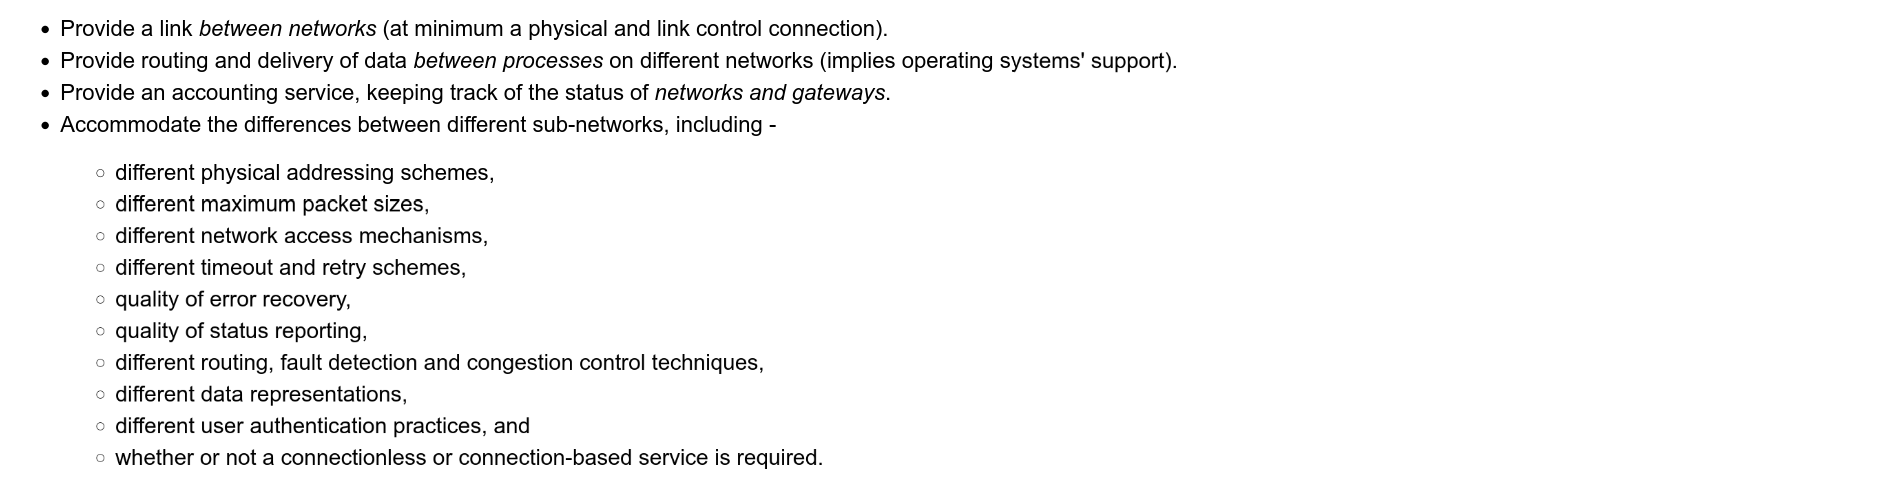 • Provide a link between networks (at minimum a physical and link control connection).
• Provide routing and delivery of data between processes on different networks (implies operating systems' support).
• Provide an accounting service, keeping track of the status of networks and gateways.
• Accommodate the differences between different sub-networks, including -
○ different physical addressing schemes,
○ different maximum packet sizes,
○ different network access mechanisms,
○ different timeout and retry schemes,
○ quality of error recovery,
○ quality of status reporting,
○ different routing, fault detection and congestion control techniques,
○ different data representations,
○ different user authentication practices, and
○ whether or not a connectionless or connection-based service is required.